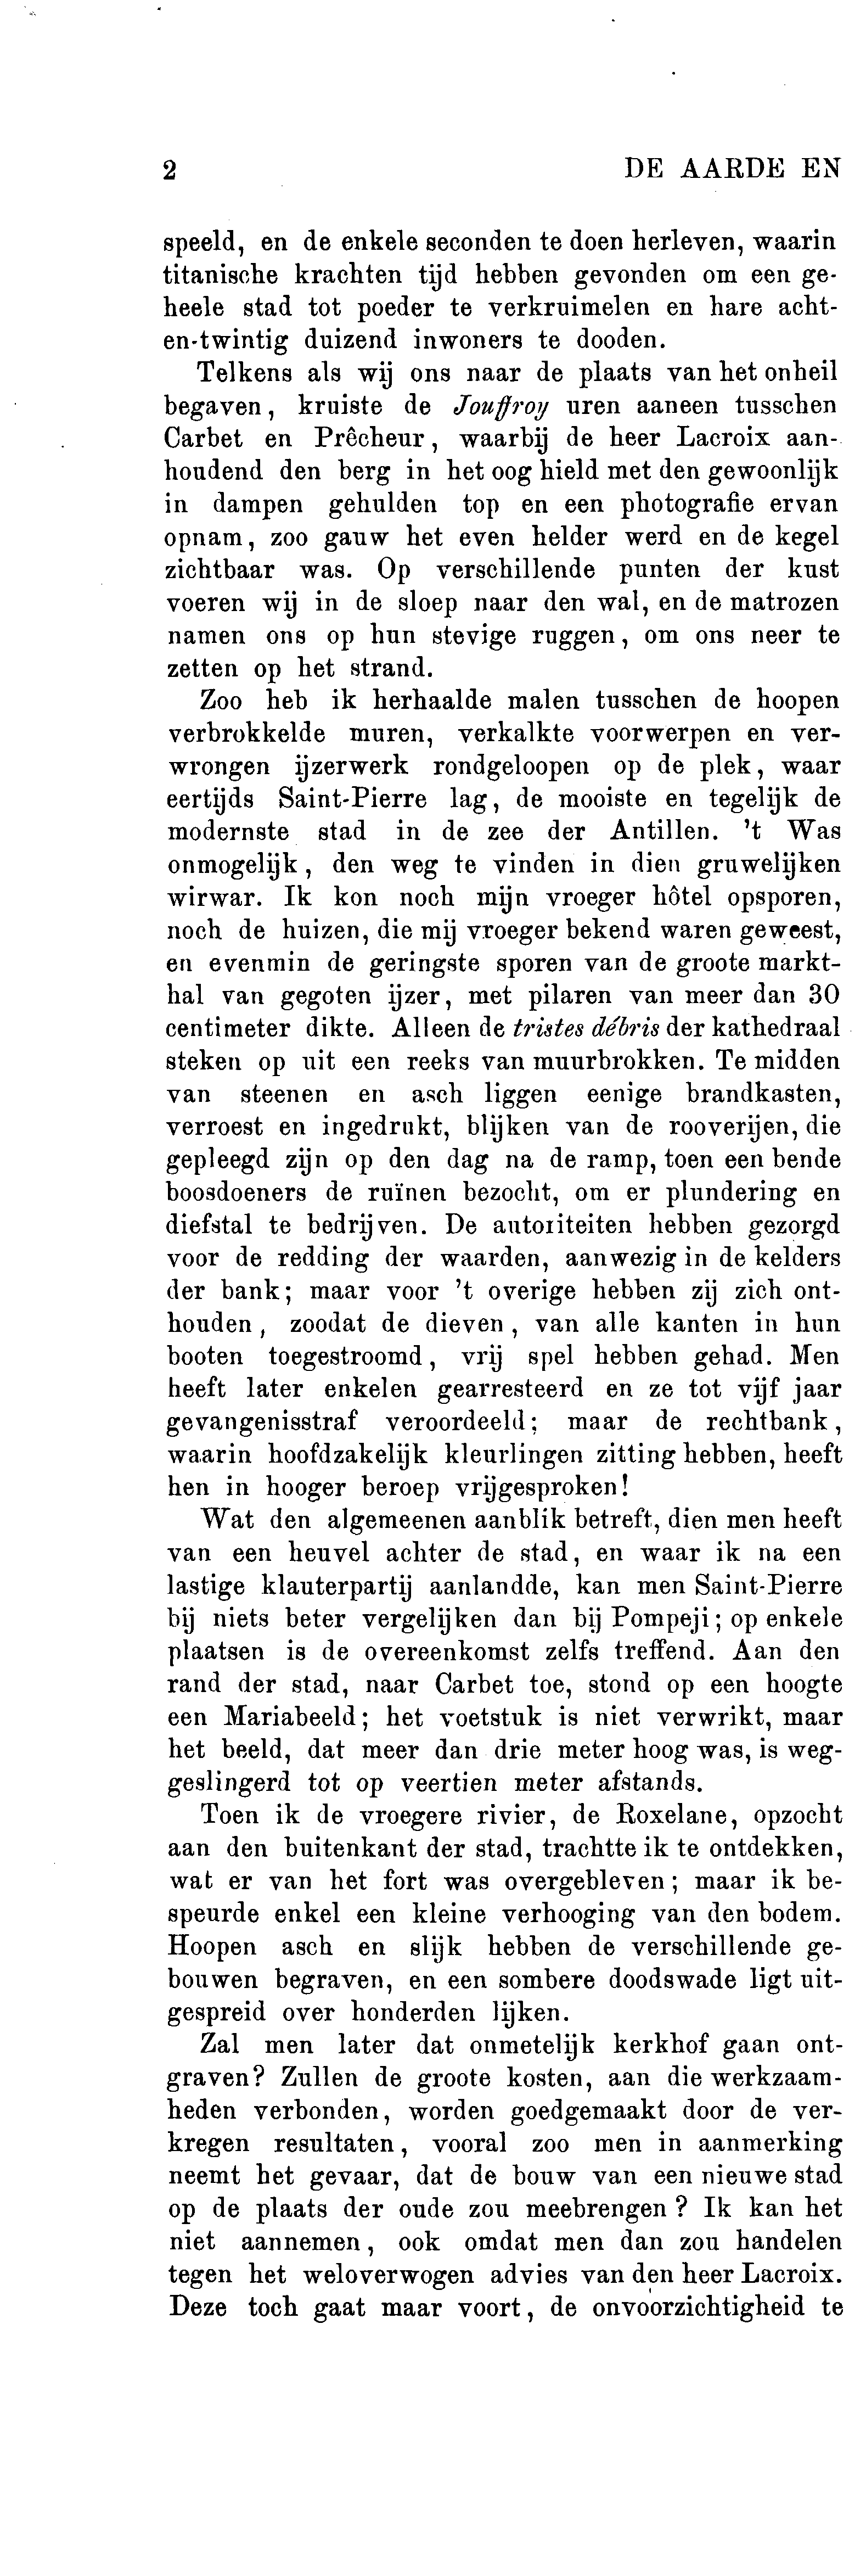 2 DE AARDE EN
speeld, en de enkele seconden te doen herleven, waarin
titanische krachten tijd hebben gevonden om een ge-
heele stad tot poeder te verkruimelen en hare acht-
en-twintig duizend inwoners te dooden.
Telkens als wij ons naar de plaats van het onheil
begaven, kruiste de Jouffroy uren aaneen tusschen
Carbet en Prêcheur, waarbij de heer Lacroix aan-
houdend den berg in het oog hield met den gewoonlijk
in dampen gehulden top en een photografie ervan
opnam, zoo gauw het even helder werd en de kegel
zichtbaar was. Op verschillende punten der kust
voeren wij in de sloep naar den wal, en de matrozen
namen ons op hun stevige ruggen, om ons neer te
zetten op het strand.
Zoo heb ik herhaalde malen tusschen de hoopen
verbrokkelde muren, verkalkte voorwerpen en ver-
wrongen ijzerwerk rondgeloopen op de plek, waar
eertijds Saint-Pierre lag, de mooiste en tegelijk de
modernste stad in de zee der Antillen. 't Was
onmogelijk, den weg te vinden in dien gruwelijken
wirwar. Ik kon noch mijn vroeger hôtel opsporen,
noch de huizen, die mij vroeger bekend waren geweest,
en evenmin de geringste sporen van de groote markt-
hal van gegoten ijzer, met pilaren van meer dan 30
centimeter dikte. Alleen de tristes débris der kathedraal
steken op uit een reeks van muurbrokken. Te midden
van steenen en asch liggen eenige brandkasten,
verroest en ingedrukt, blijken van de rooverijen, die
gepleegd zijn op den dag na de ramp, toen een bende
boosdoeners de ruïnen bezocht, om er plundering en
diefstal te bedrijven. De autoriteiten hebben gezorgd
voor de redding der waarden, aanwezig in de kelders
der bank; maar voor 't overige hebben zij zich ont-
houden, zoodat de dieven, van alle kanten in hun
booten toegestroomd, vrij spel hebben gehad. Men
heeft later enkelen gearresteerd en ze tot vijf jaar
gevangenisstraf veroordeeld; maar de rechtbank,
waarin hoofdzakelijk kleurlingen zitting hebben, heeft
hen in hooger beroep vrijgesproken!
Wat den algemeenen aanblik betreft, dien men heeft
van een heuvel achter de stad, en waar ik na een
lastige klauterpartij aanlandde, kan men Saint-Pierre
bij niets beter vergelijken dan bij Pompeji; op enkele
plaatsen is de overeenkomst zelfs treffend. Aan den
rand der stad, naar Carbet toe, stond op een hoogte
een Mariabeeld; het voetstuk is niet verwrikt, maar
het beeld, dat meer dan drie meter hoog was, is weg-
geslingerd tot op veertien meter afstands.
Toen ik de vroegere rivier, de Roxelane, opzocht
aan den buitenkant der stad, trachtte ik te ontdekken,
wat er van het fort was overgebleven; maar ik be-
speurde enkel een kleine verhooging van den bodem.
Hoopen asch en slijk hebben de verschillende ge-
bouwen begraven, en een sombere doodswade ligt uit-
gespreid over honderden lijken.
Zal men later dat onmetelijk kerkhof gaan ont-
graven? Zullen de groote kosten, aan die werkzaam-
heden verbonden, worden goedgemaakt door de ver-
kregen resultaten, vooral zoo men in aanmerking
neemt het gevaar, dat de bouw van een nieuwe stad
op de plaats der oude zou meebrengen? Ik kan het
niet aannemen, ook omdat men dan zou handelen
tegen het weloverwogen advies van den heer Lacroix.
Deze toch gaat maar voort, de onvoorzichtigheid te